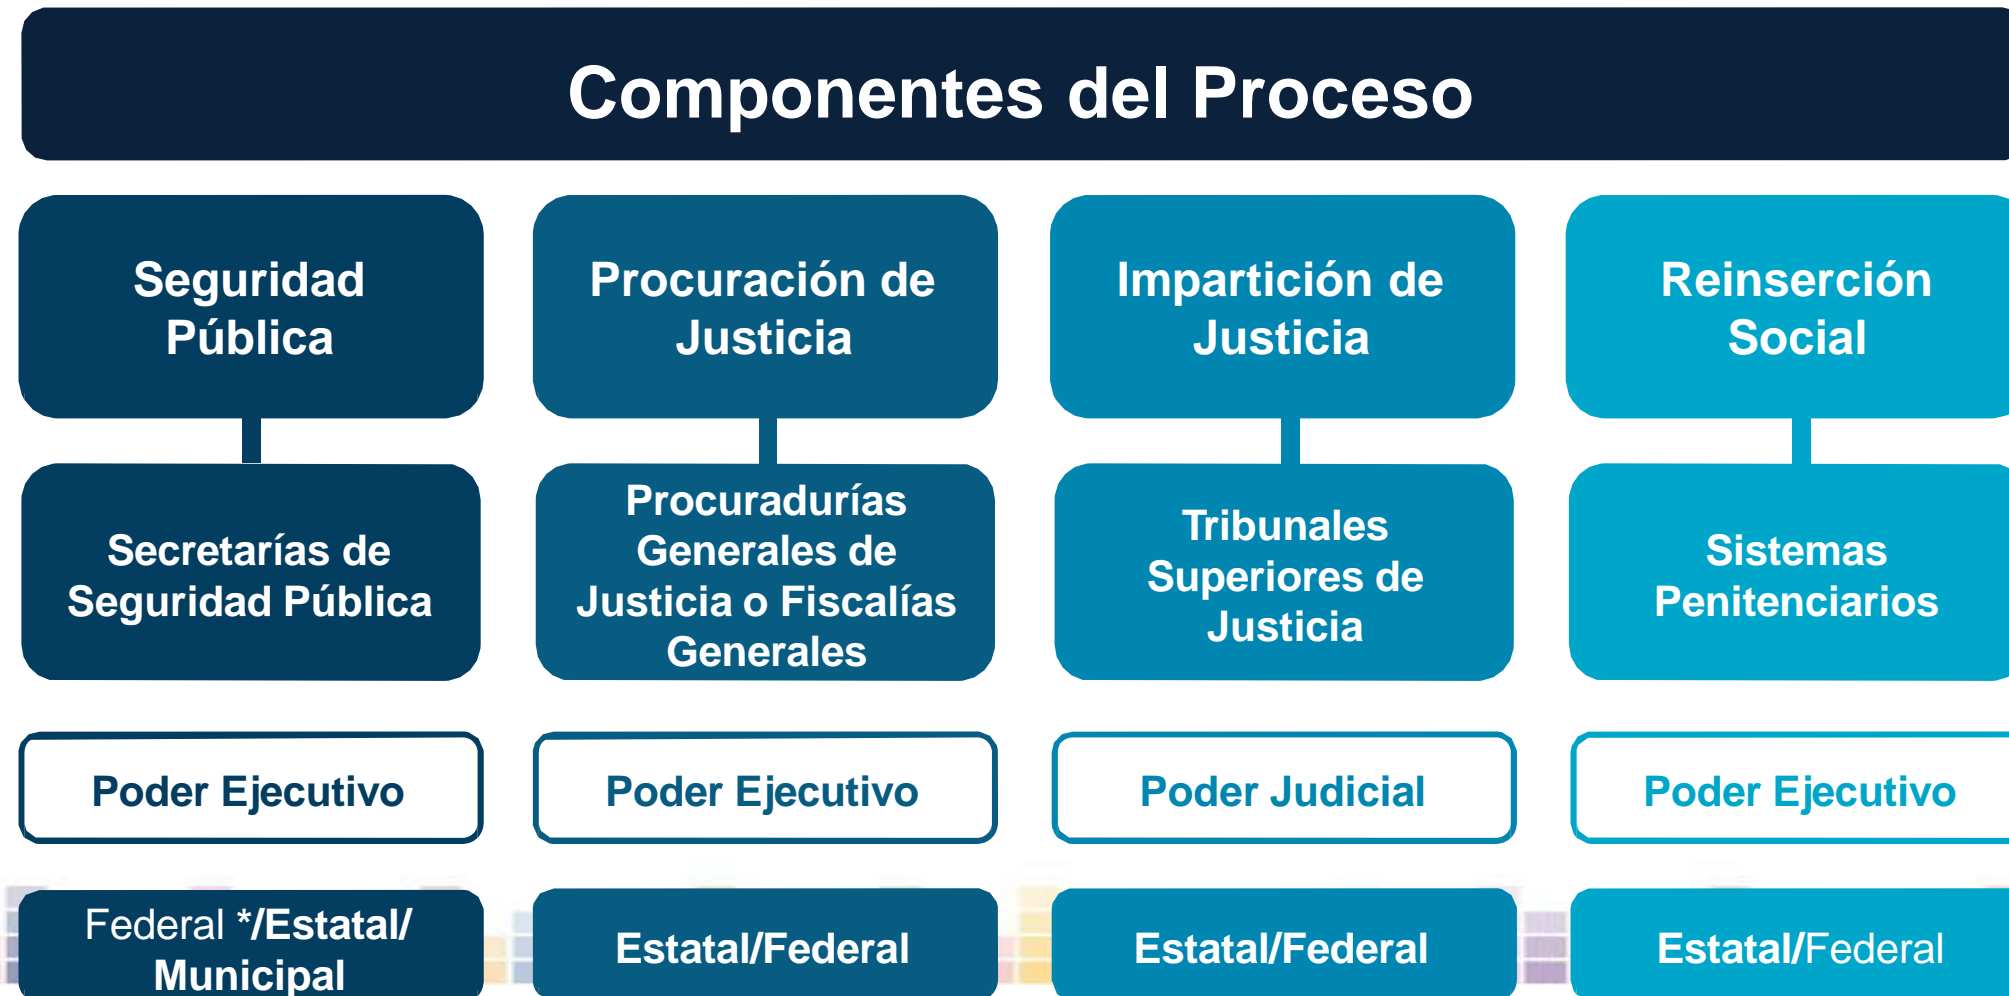 Componentes del Proceso
Seguridad
Pública
Procuración de
Justicia
Impartición de
Justicia
Reinserción
Social
Secretarías de
Seguridad Pública
Procuradurías
Generales de
Justicia o Fiscalías
Generales
Tribunales
Superiores de
Justicia
Sistemas
Penitenciarios
Poder Ejecutivo
Poder Ejecutivo
Poder Judicial
Poder Ejecutivo
Federal */Estatal/
Municipal
Estatal/Federal
Estatal/Federal
Estatal/Federal